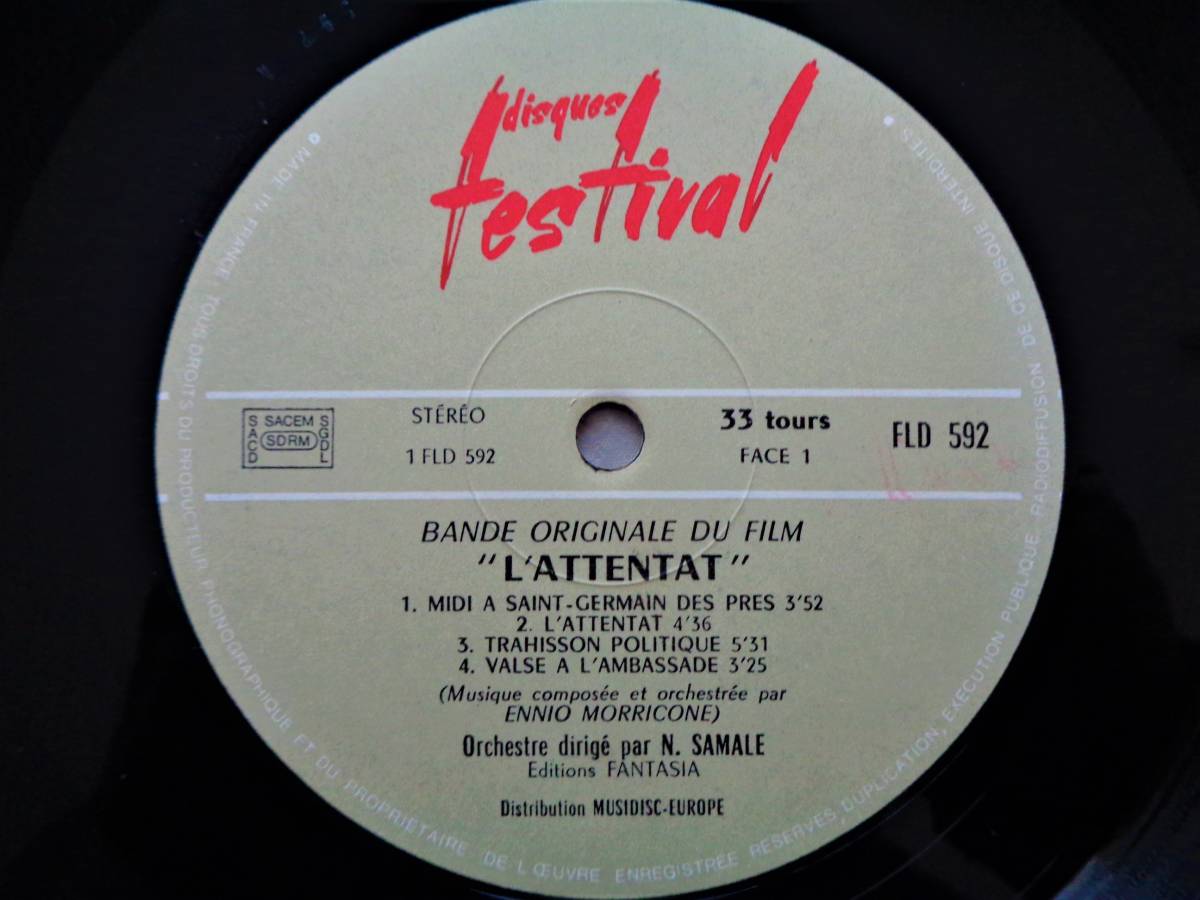 disques
festival
SACEM
SACD
SDRM
SGDL
STÉRÉO
1 FLD 592
33 tours
FACE 1
FLD 592
BANDE ORIGINALE DU FILM
"L'ATTENTAT"
1. MIDI A SAINT-GERMAIN DES PRES 3'52
2. L'ATTENTAT 4'36
3. TRAHISSON POLITIQUE 5'31
4. VALSE A L'AMBASSADE 3'25
(Musique composée et orchestrée par
ENNIO MORRICONE)
Orchestre dirigé par N. SAMALE
Editions FANTASIA
Distribution MUSIDISC-EUROPE
MADE IN FRANCE. TOUS DROITS DU PRODUCTEUR PHONOGRAPHIQUE ET DU PROPRIÉTAIRE DE L'ŒUVRE ENREGISTRÉE RÉSERVÉS, DUPLICATION, EXÉCUTION PUBLIQUE, RADIODIFFUSION DE CE DISQUE INTERDITES